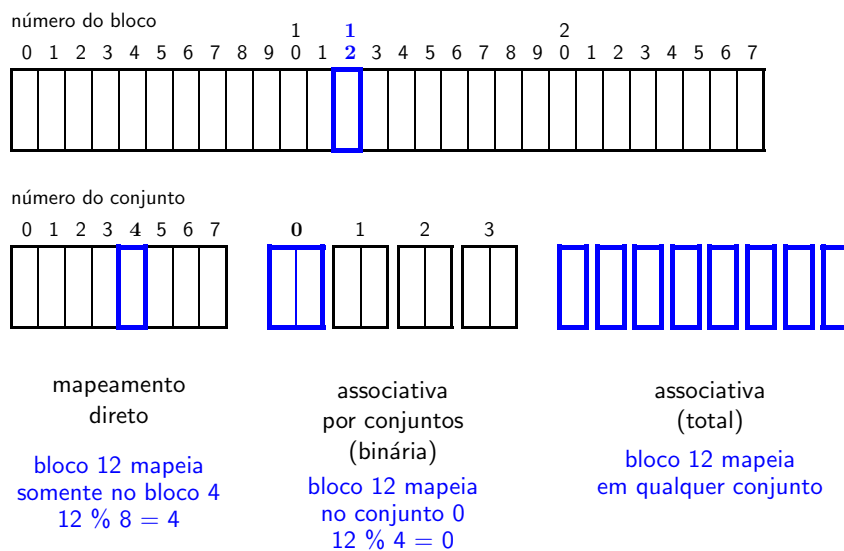 número do bloco
1 1 2
0 1 2 3 4 5 6 7 8 9 0 1 2 3 4 5 6 7 8 9 0 1 2 3 4 5 6 7
número do conjunto
0 1 2 3 4 5 6 7 0 1 2 3
mapeamento
direto
bloco 12 mapeia
somente no bloco 4
12 % 8 = 4
associativa
por conjuntos
(binária)
bloco 12 mapeia
no conjunto 0
12 % 4 = 0
associativa
(total)
bloco 12 mapeia
em qualquer conjunto